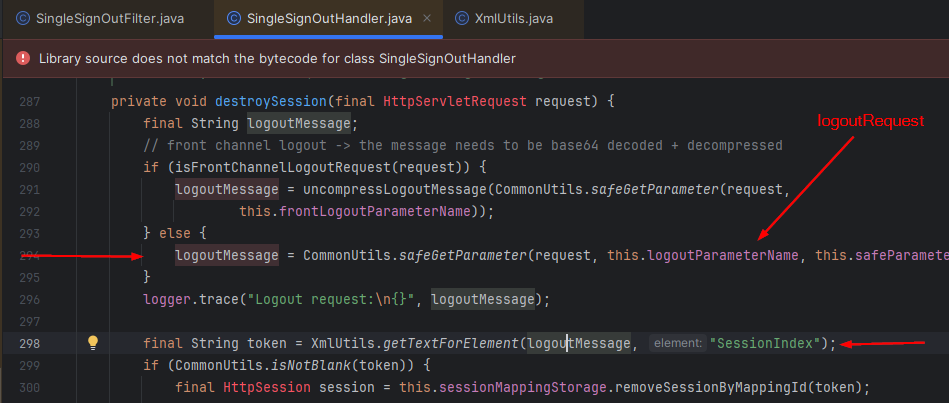 SingleSignOutFilter.java SingleSignOutHandler.java × XmlUtils.java
Library source does not match the bytecode for class SingleSignOutHandler
287 private void destroySession(final HttpServletRequest request) {
288 final String logoutMessage;
logoutRequest
289 // front channel logout -> the message needs to be base64 decoded + decompressed
290 if (isFrontChannelLogoutRequest(request)) {
291 logoutMessage = uncompressLogoutMessage(CommonUtils.safeGetParameter(request,
292 this.frontLogoutParameterName));
293 } else {
294 logoutMessage = CommonUtils.safeGetParameter(request, this.logoutParameterName, this.safeParamete
295 }
296 logger.trace("Logout request:\n{}", logoutMessage);
297
298 final String token = XmlUtils.getTextForElement(logoutMessage, element: "SessionIndex");
299 if (CommonUtils.isNotBlank(token)) {
300 final HttpSession session = this.sessionMappingStorage.removeSessionByMappingId(token);